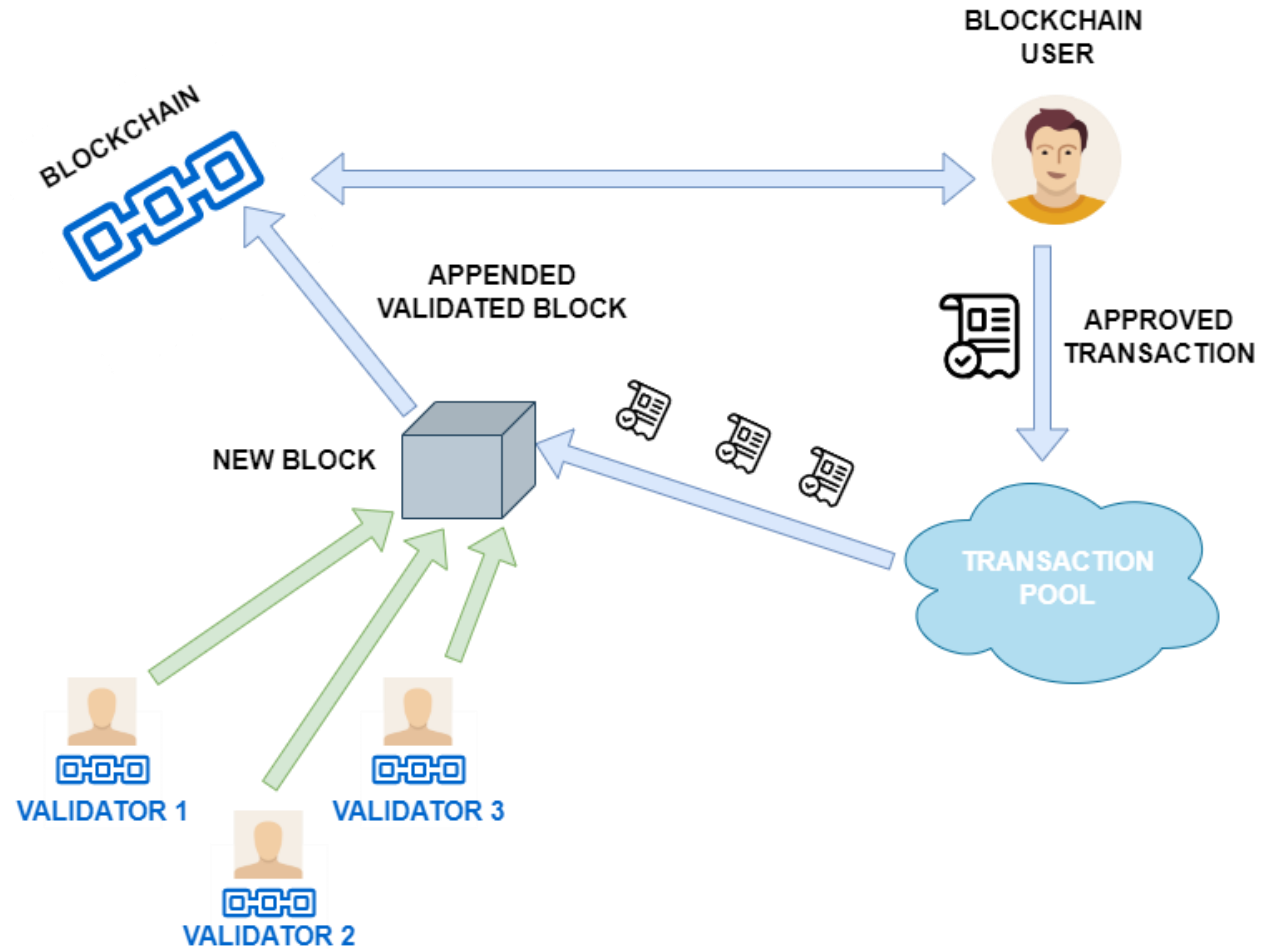 BLOCKCHAIN
USER
BLOCKCHAIN
APPENDED
VALIDATED BLOCK
APPROVED
TRANSACTION
NEW BLOCK
TRANSACTION
POOL
VALIDATOR 1
VALIDATOR 3
VALIDATOR 2